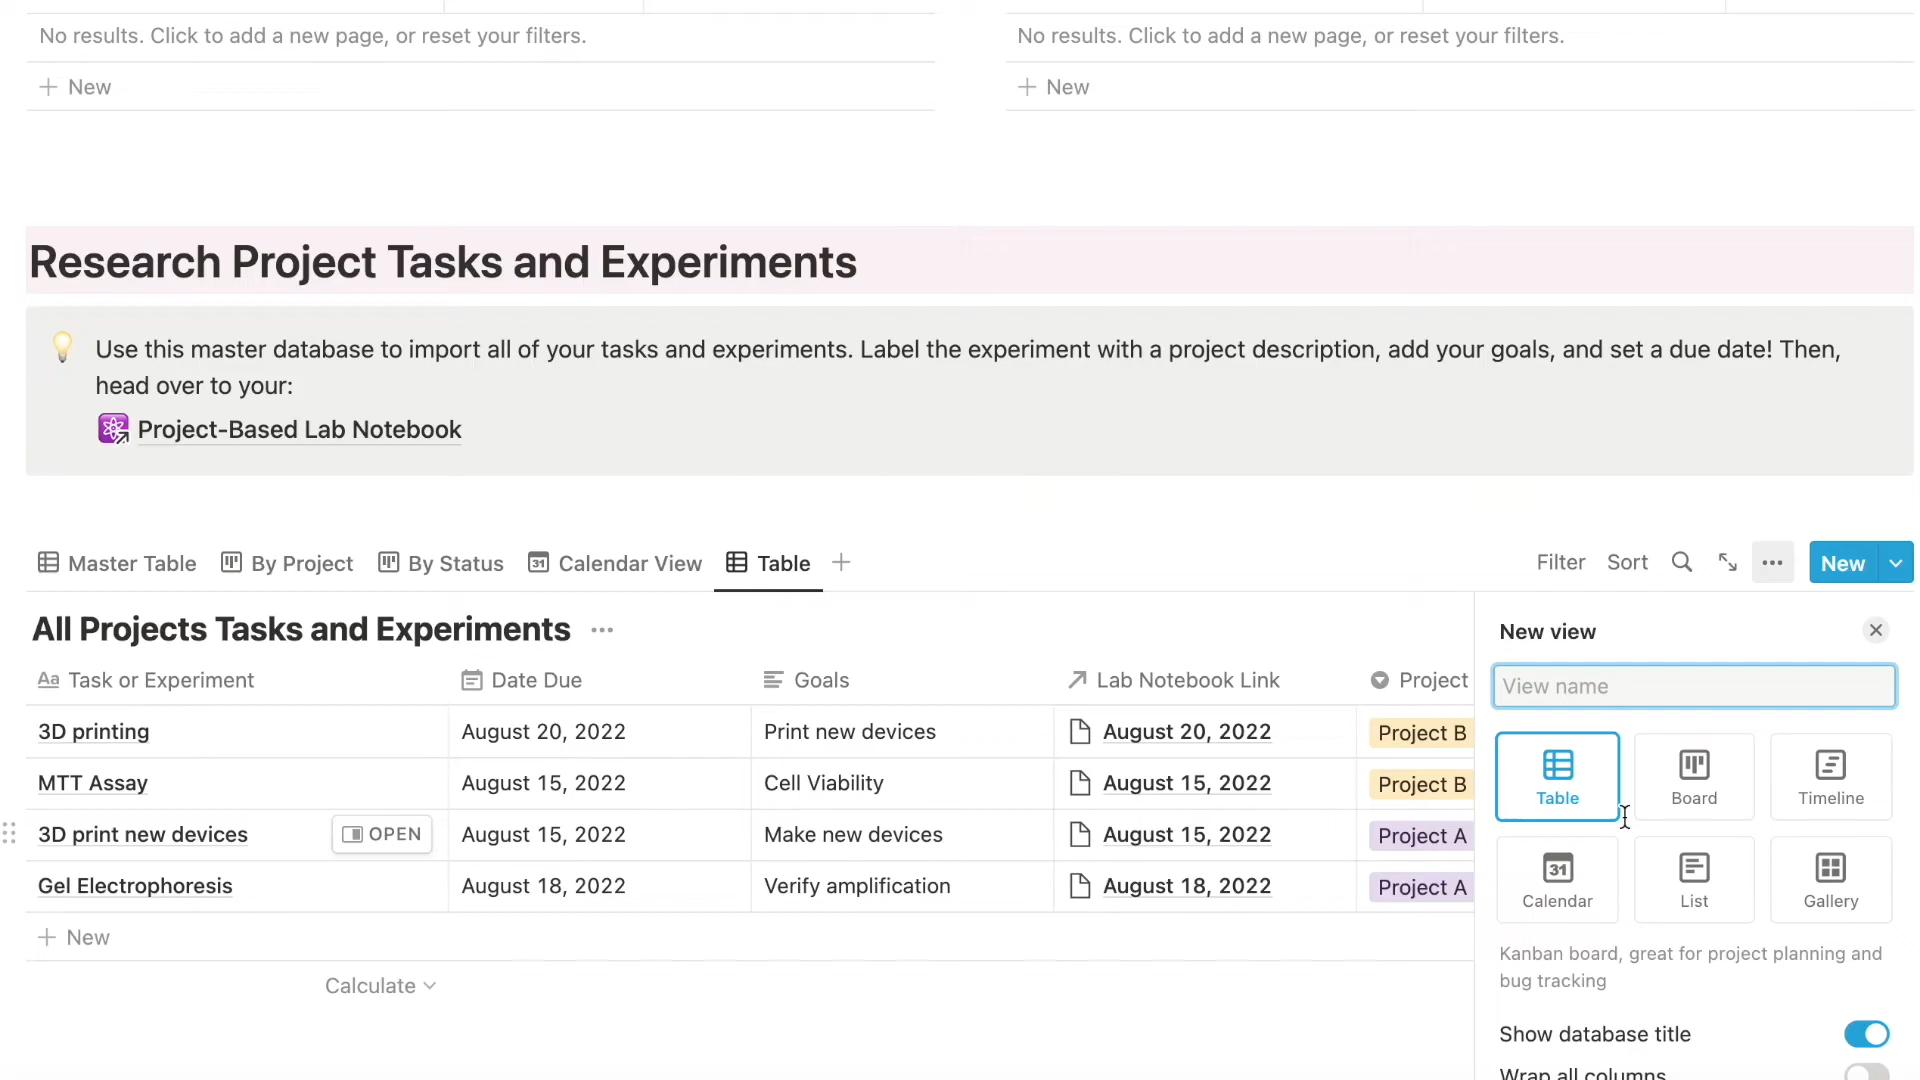 No results. Click to add a new page, or reset your filters.
No results. Click to add a new page, or reset your filters.
New
New
Research Project Tasks and Experiments
Use this master database to import all of your tasks and experiments. Label the experiment with a project description, add your goals, and set a due date! Then,
head over to your:
Project-Based Lab Notebook
Master Table By Project By Status 31 Calendar View Table
Filter Sort New
All Projects Tasks and Experiments
New view
Aa Task or Experiment Date Due Goals Lab Notebook Link Project
View name
3D printing August 20, 2022 Print new devices August 20, 2022 Project B
MTT Assay August 15, 2022 Cell Viability August 15, 2022 Project B
3D print new devices OPEN August 15, 2022 Make new devices August 15, 2022 Project A
Gel Electrophoresis August 18, 2022 Verify amplification August 18, 2022 Project A
New
Calculate
Table Board Timeline
31
Calendar List Gallery
Kanban board, great for project planning and
bug tracking
Show database title
Wrap all columns